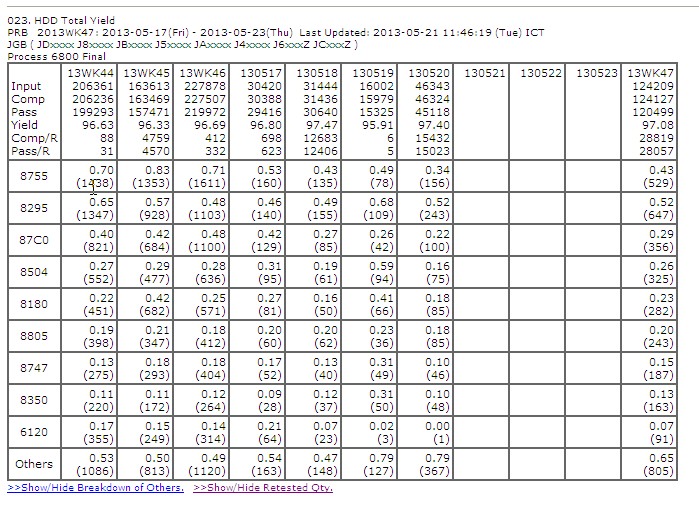 023. HDD Total Yield
PRB 2013WK47: 2013-05-17(Fri) - 2013-05-23(Thu) Last Updated: 2013-05-21 11:46:19 (Tue) ICT
JGB ( JDxxxx J8xxxx JBxxxx J5xxxx JAxxxx J4xxxx J6xxxZ JCxxxZ )
Process 6800 Final
13WK44 13WK45 13WK46 130517 130518 130519 130520 130521 130522 130523 13WK47
Input 206361 163613 227878 30420 31444 16002 46343 124209
Comp 206236 163469 227507 30388 31436 15979 46324 124127
Pass 199293 157471 219972 29416 30640 15325 45118 120499
Yield 96.63 96.33 96.69 96.80 97.47 95.91 97.40 97.08
Comp/R 88 4759 412 698 12683 6 15432 28819
Pass/R 31 4570 332 623 12406 5 15023 28057
8755 0.70 0.83 0.71 0.53 0.43 0.49 0.34 0.43
(1438) (1353) (1611) (160) (135) (78) (156) (529)
8295 0.65 0.57 0.48 0.46 0.49 0.68 0.52 0.52
(1347) (928) (1103) (140) (155) (109) (243) (647)
87C0 0.40 0.42 0.48 0.42 0.27 0.26 0.22 0.29
(821) (684) (1100) (129) (85) (42) (100) (356)
8504 0.27 0.29 0.28 0.31 0.19 0.59 0.16 0.26
(552) (477) (636) (95) (61) (94) (75) (325)
8180 0.22 0.42 0.25 0.27 0.16 0.41 0.18 0.23
(451) (682) (571) (81) (50) (66) (85) (282)
8805 0.19 0.21 0.18 0.20 0.20 0.23 0.18 0.20
(398) (347) (412) (60) (62) (36) (85) (243)
8747 0.13 0.18 0.18 0.17 0.13 0.31 0.10 0.15
(275) (293) (404) (52) (40) (49) (46) (187)
8350 0.11 0.11 0.12 0.09 0.12 0.31 0.10 0.13
(220) (172) (264) (28) (37) (50) (48) (163)
6120 0.17 0.15 0.14 0.21 0.07 0.02 0.00 0.07
(355) (249) (314) (64) (23) (3) (1) (91)
Others 0.53 0.50 0.49 0.54 0.47 0.79 0.79 0.65
(1086) (813) (1120) (163) (148) (127) (367) (805)
>>Show/Hide Breakdown of Others. >>Show/Hide Retested Qty.